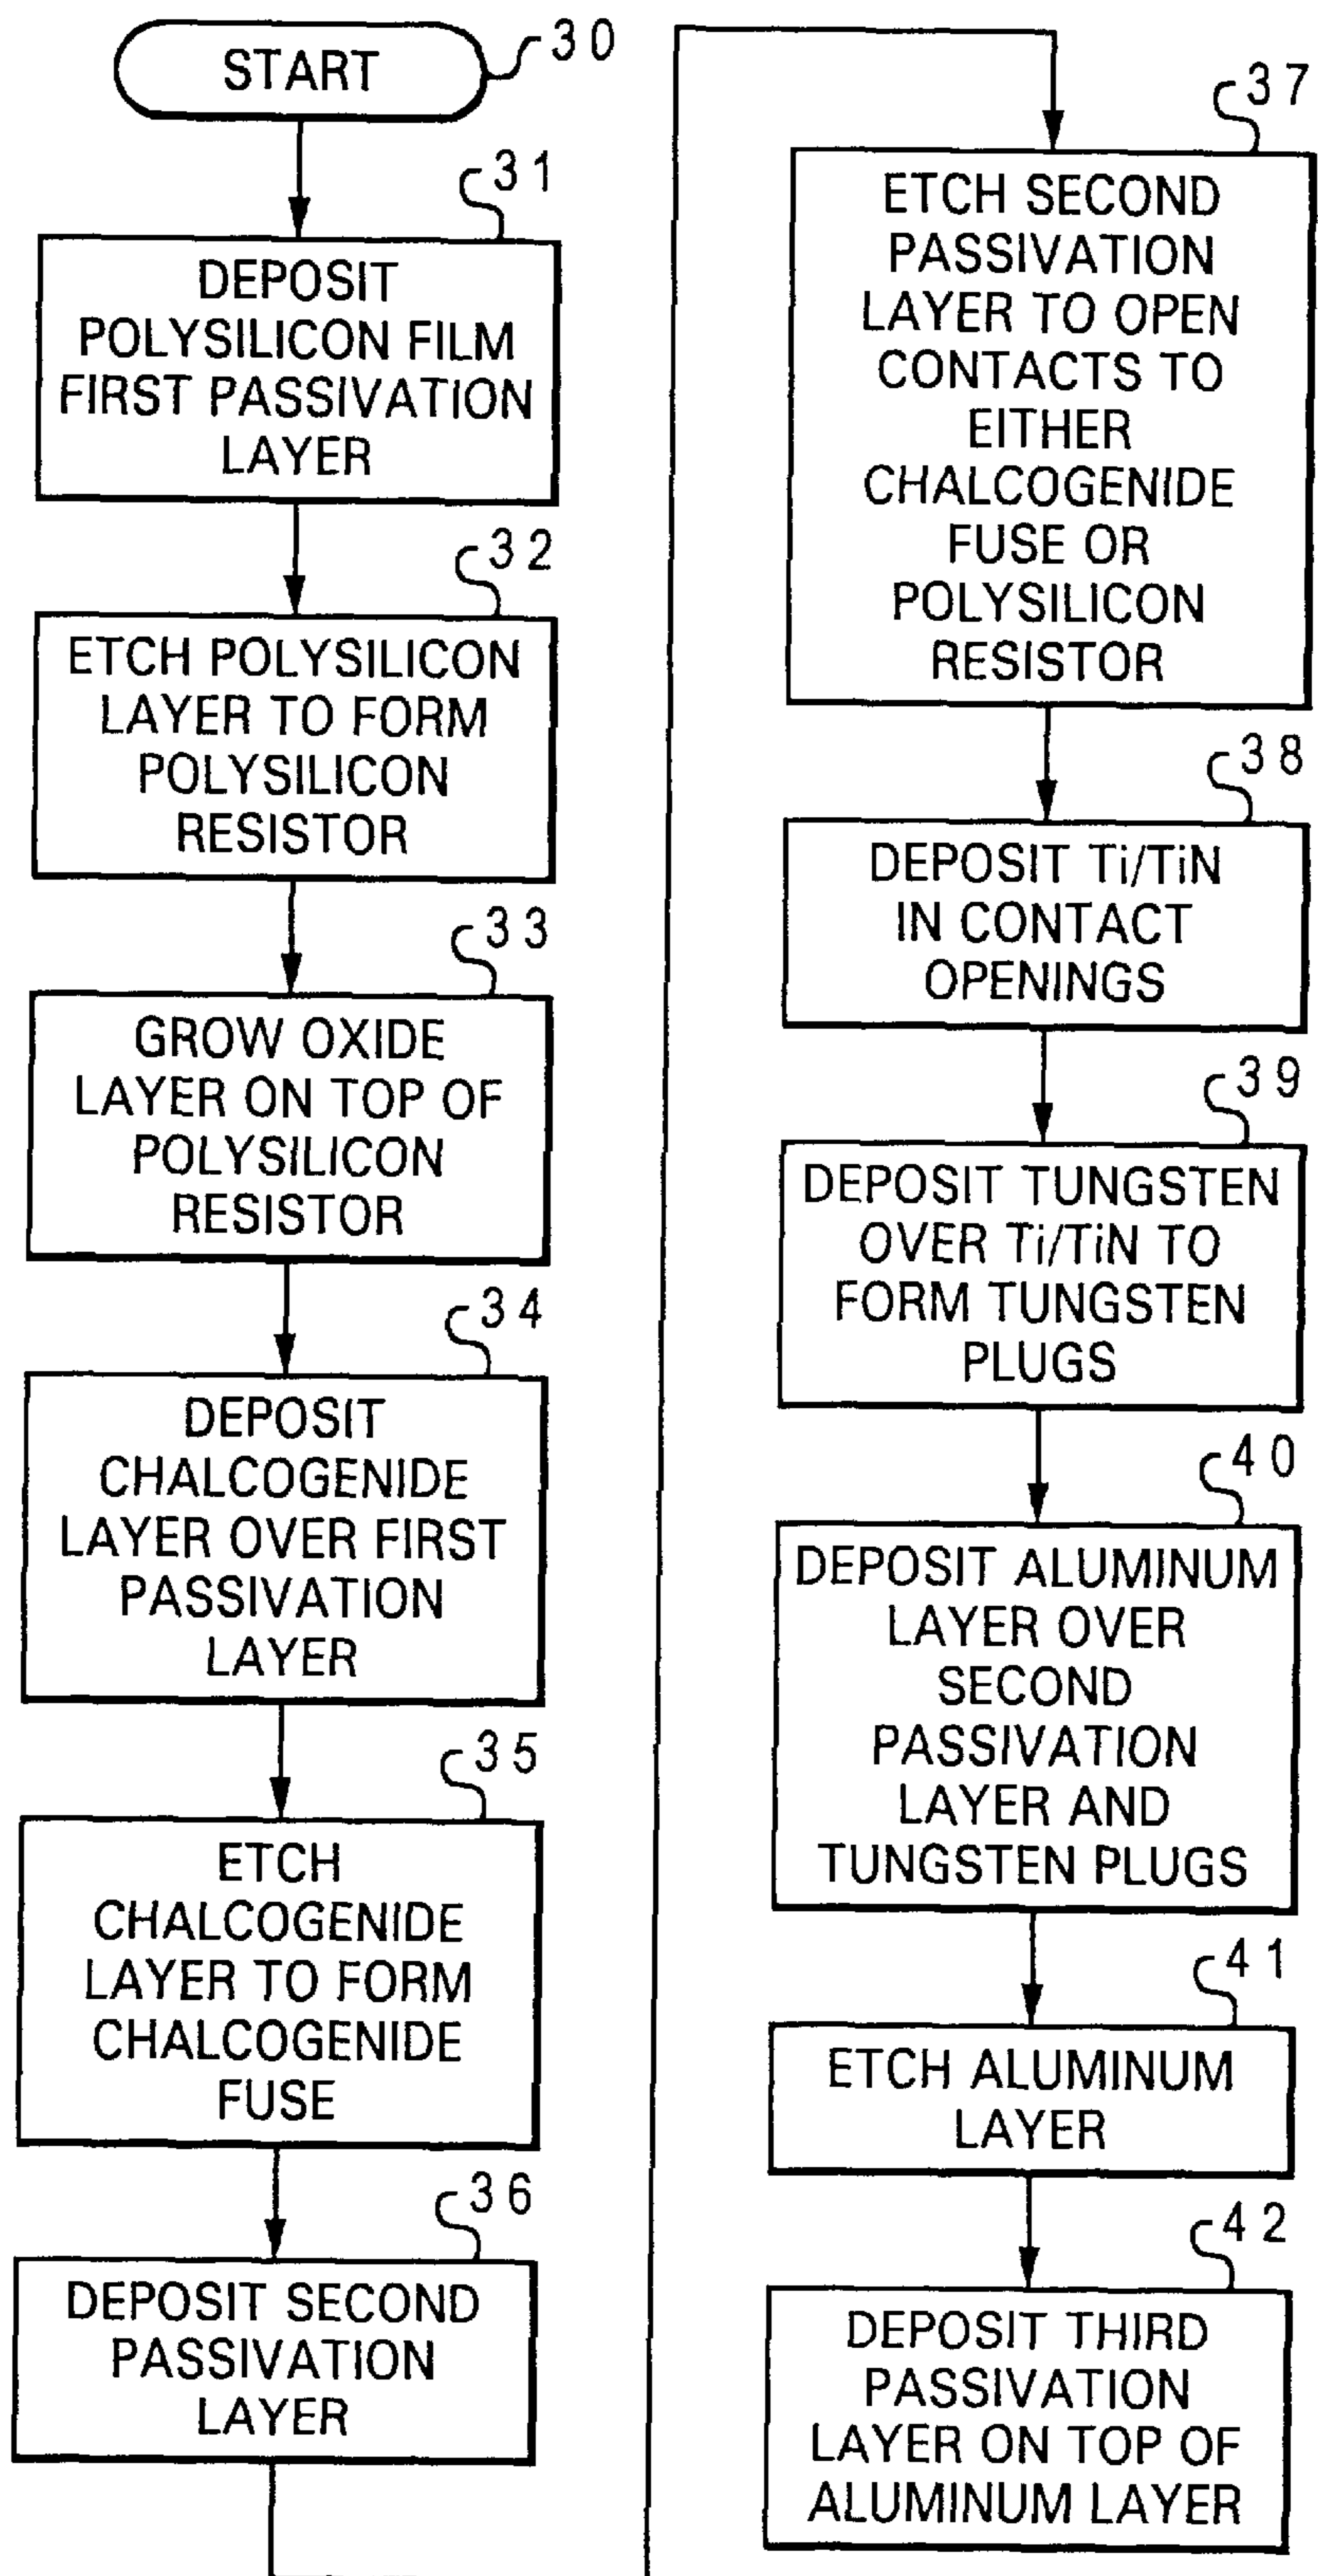 START
30
31
DEPOSIT
POLYSILICON FILM
FIRST PASSIVATION
LAYER
32
ETCH POLYSILICON
LAYER TO FORM
POLYSILICON
RESISTOR
33
GROW OXIDE
LAYER ON TOP OF
POLYSILICON
RESISTOR
34
DEPOSIT
CHALCOGENIDE
LAYER OVER FIRST
PASSIVATION
LAYER
35
ETCH
CHALCOGENIDE
LAYER TO FORM
CHALCOGENIDE
FUSE
36
DEPOSIT SECOND
PASSIVATION
LAYER
37
ETCH SECOND
PASSIVATION
LAYER TO OPEN
CONTACTS TO
EITHER
CHALCOGENIDE
FUSE OR
POLYSILICON
RESISTOR
38
DEPOSIT Ti/TiN
IN CONTACT
OPENINGS
39
DEPOSIT TUNGSTEN
OVER Ti/TiN TO
FORM TUNGSTEN
PLUGS
40
DEPOSIT ALUMINUM
LAYER OVER
SECOND
PASSIVATION
LAYER AND
TUNGSTEN PLUGS
41
ETCH ALUMINUM
LAYER
42
DEPOSIT THIRD
PASSIVATION
LAYER ON TOP OF
ALUMINUM LAYER